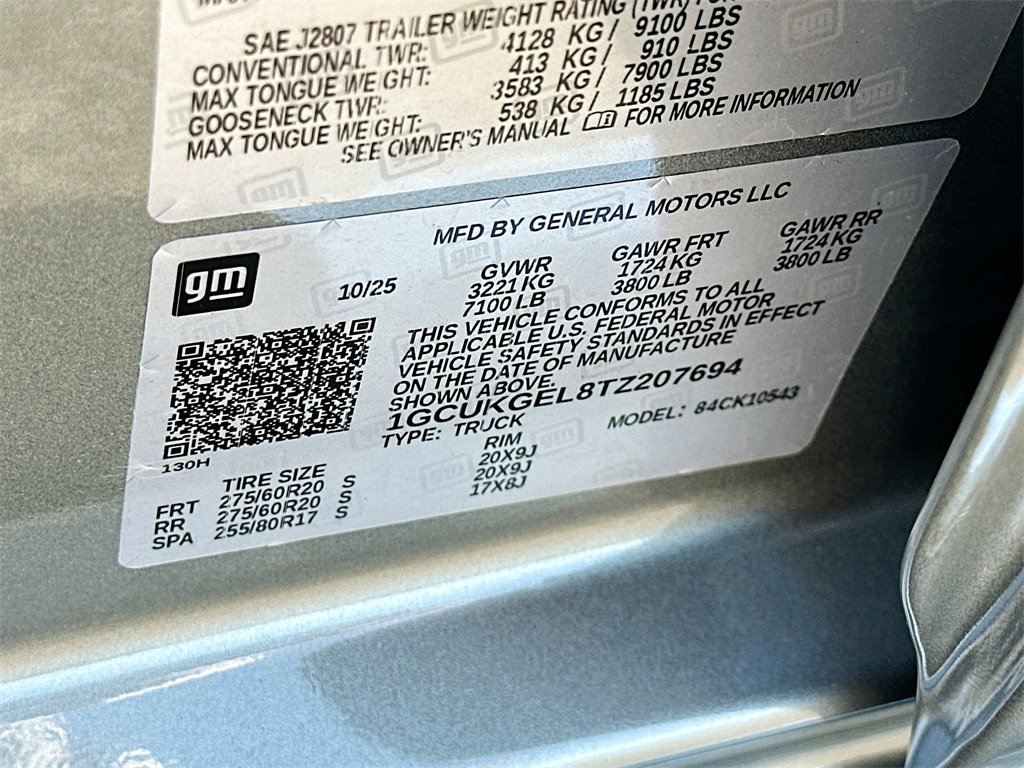 SAE J2807 TRAILER WEIGHT RATING (TWR) FOR
CONVENTIONAL TWR: 4128 KG/ 9100 LBS
MAX TONGUE WEIGHT: 413 KG/ 910 LBS
GOOSENECK TWR: 3583 KG/ 7900 LBS
MAX TONGUE WEIGHT: 538 KG/ 1185 LBS
SEE OWNER'S MANUAL FOR MORE INFORMATION
MFD BY GENERAL MOTORS LLC
gm
10/25
GVWR GAWR FRT GAWR RR
3221 KG 1724 KG 1724 KG
7100 LB 3800 LB 3800 LB
THIS VEHICLE CONFORMS TO ALL
APPLICABLE U.S. FEDERAL MOTOR
VEHICLE SAFETY STANDARDS IN EFFECT
ON THE DATE OF MANUFACTURE
SHOWN ABOVE.
1GCUKGEL8TZ207694
TYPE: TRUCK MODEL: 84CK10543
130H
TIRE SIZE RIM
FRT 275/60R20 S 20X9J
RR 275/60R20 S 20X9J
SPA 255/80R17 S 17X8J